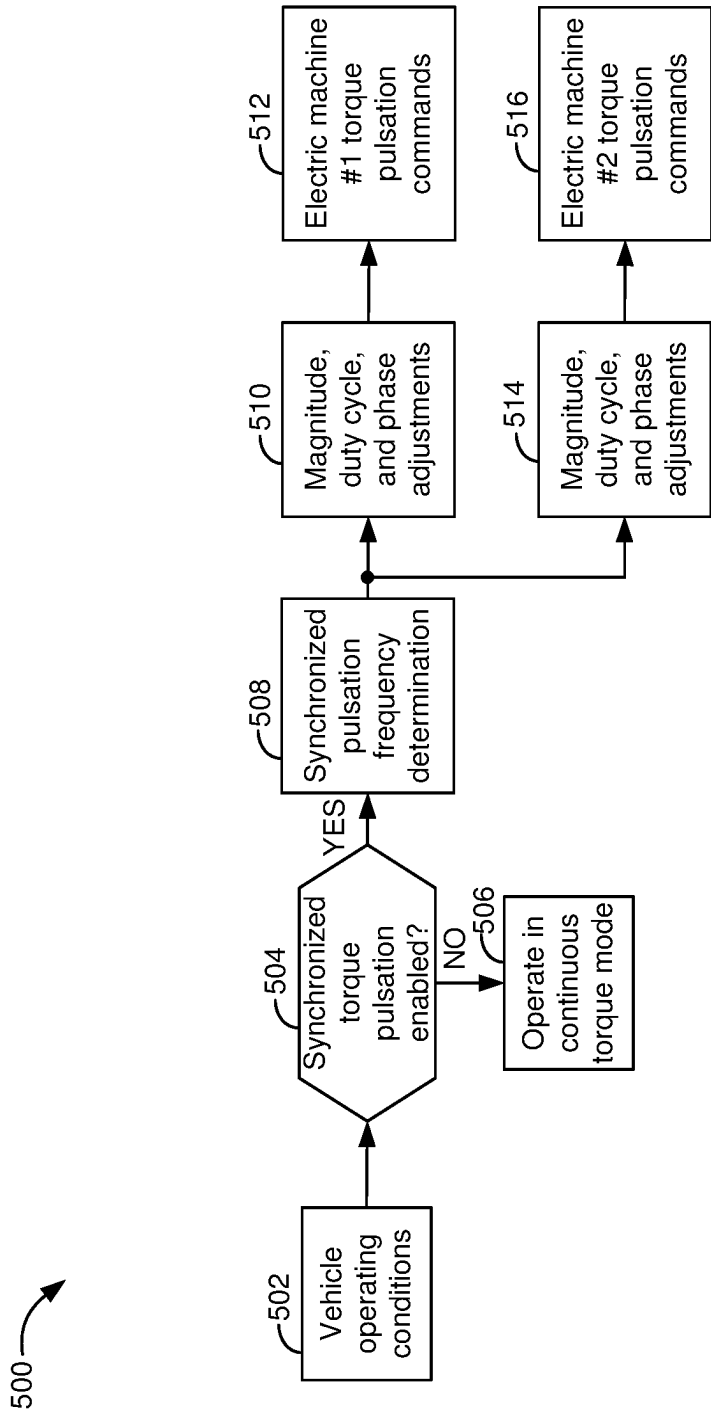 500
502
Vehicle
operating
conditions
504
Synchronized
torque
pulsation
enabled?
YES
NO
506
Operate in
continuous
torque mode
508
Synchronized
pulsation
frequency
determination
510
Magnitude,
duty cycle,
and phase
adjustments
512
Electric machine
#1 torque
pulsation
commands
514
Magnitude,
duty cycle,
and phase
adjustments
516
Electric machine
#2 torque
pulsation
commands